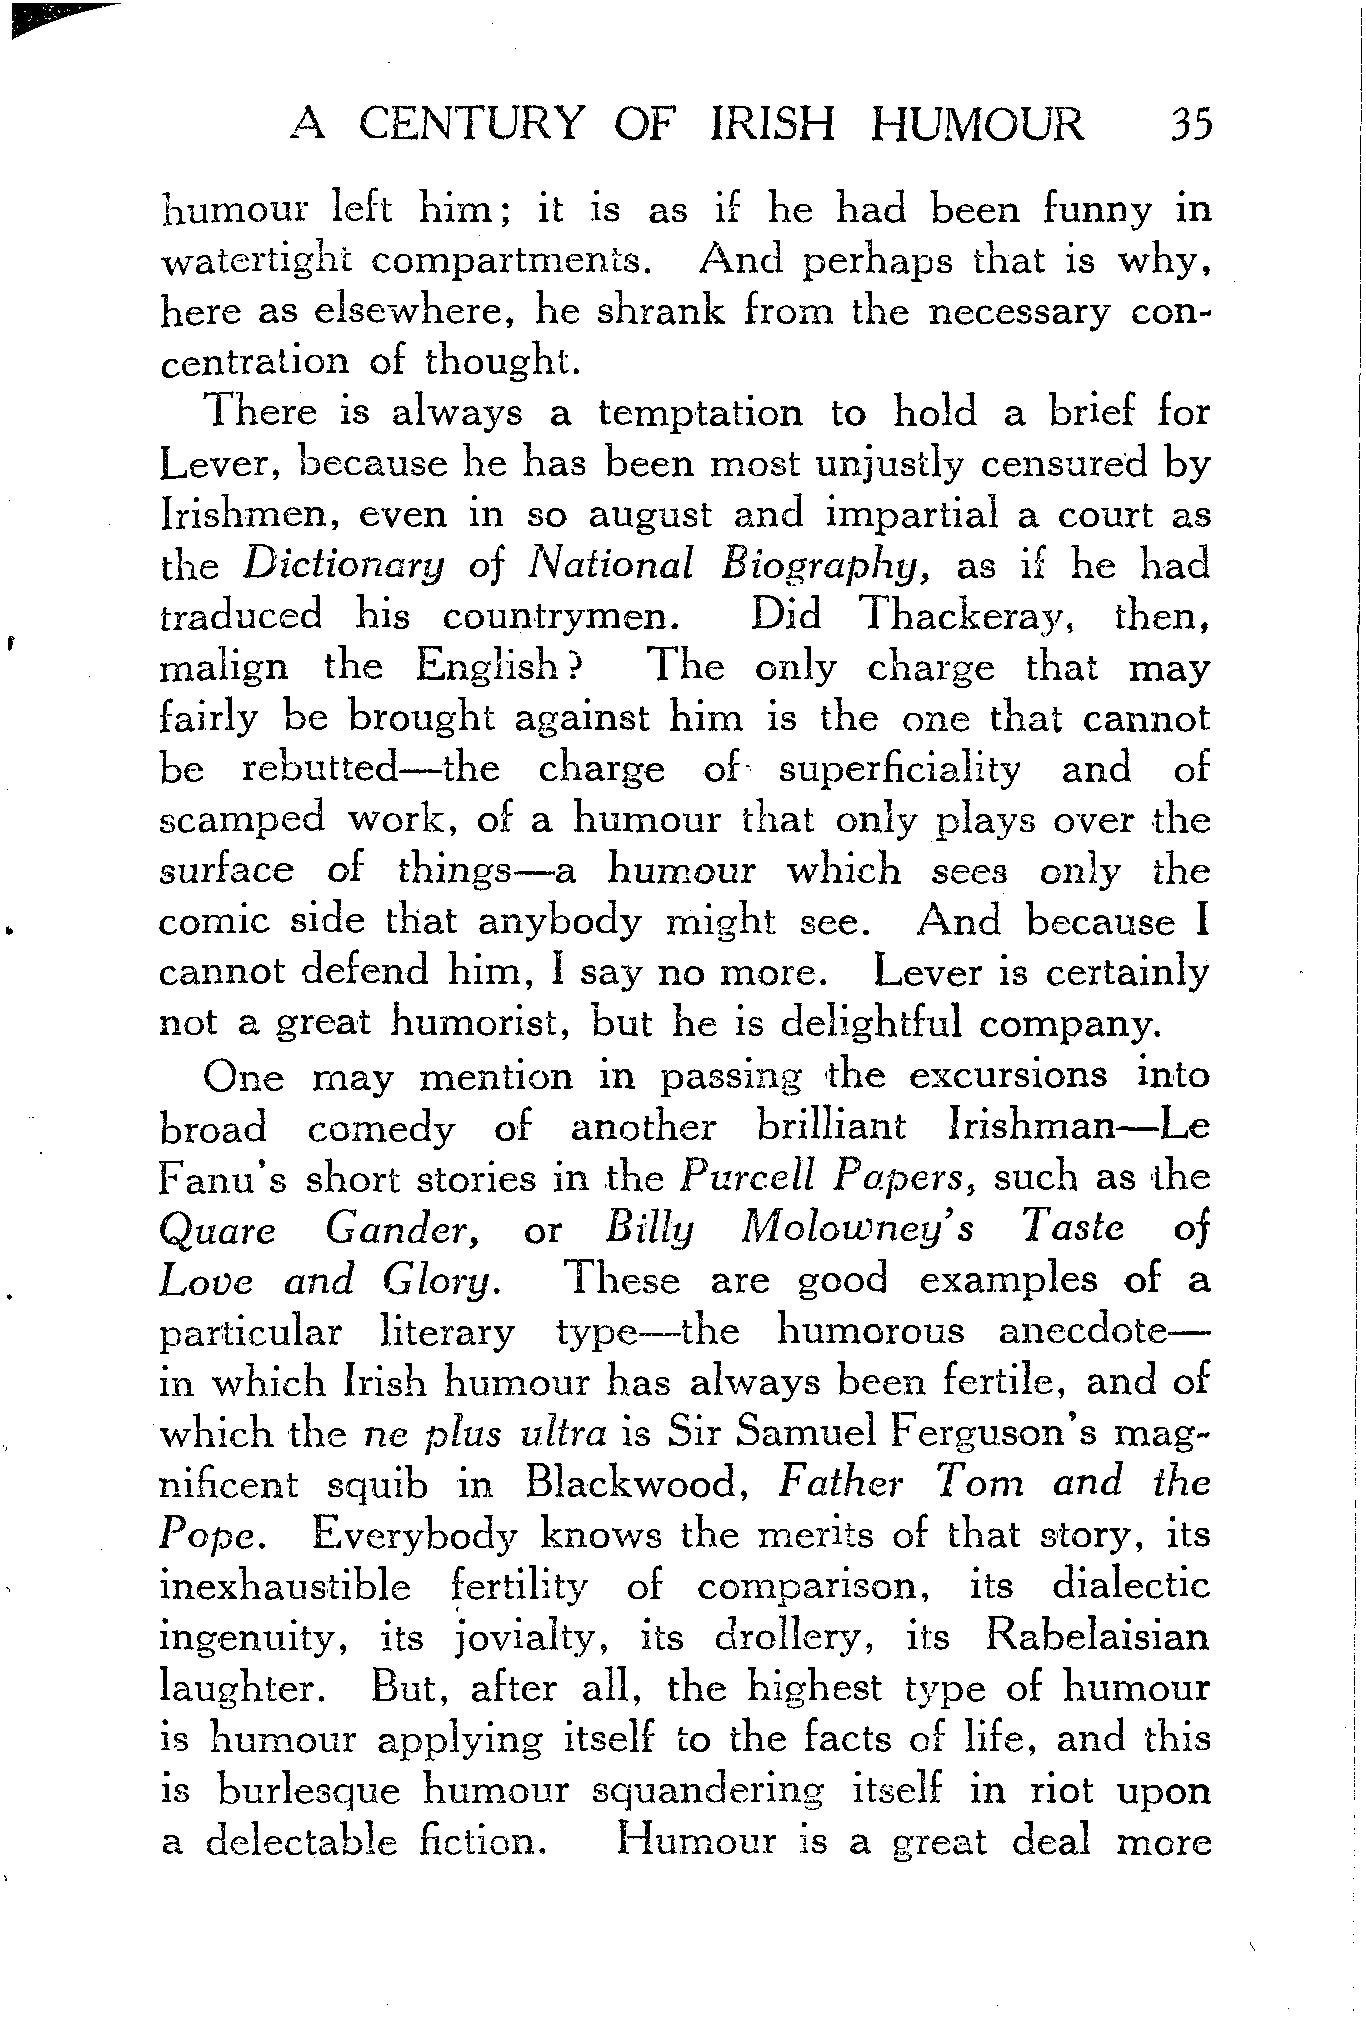 A CENTURY OF IRISH HUMOUR 35
humour left him; it is as if he had been funny in
watertight compartments. And perhaps that is why,
here as elsewhere, he shrank from the necessary con-
centration of thought.
There is always a temptation to hold a brief for
Lever, because he has been most unjustly censured by
Irishmen, even in so august and impartial a court as
the Dictionary of National Biography, as if he had
traduced his countrymen. Did Thackeray, then,
malign the English? The only charge that may
fairly be brought against him is the one that cannot
be rebutted—the charge of superficiality and of
scamped work, of a humour that only plays over the
surface of things—a humour which sees only the
comic side that anybody might see. And because I
cannot defend him, I say no more. Lever is certainly
not a great humorist, but he is delightful company.
One may mention in passing the excursions into
broad comedy of another brilliant Irishman—Le
Fanu's short stories in the Purcell Papers, such as the
Quare Gander, or Billy Molowney's Taste of
Love and Glory. These are good examples of a
particular literary type—the humorous anecdote—
in which Irish humour has always been fertile, and of
which the ne plus ultra is Sir Samuel Ferguson's mag-
nificent squib in Blackwood, Father Tom and the
Pope. Everybody knows the merits of that story, its
inexhaustible fertility of comparison, its dialectic
ingenuity, its jovialty, its drollery, its Rabelaisian
laughter. But, after all, the highest type of humour
is humour applying itself to the facts of life, and this
is burlesque humour squandering itself in riot upon
a delectable fiction. Humour is a great deal more